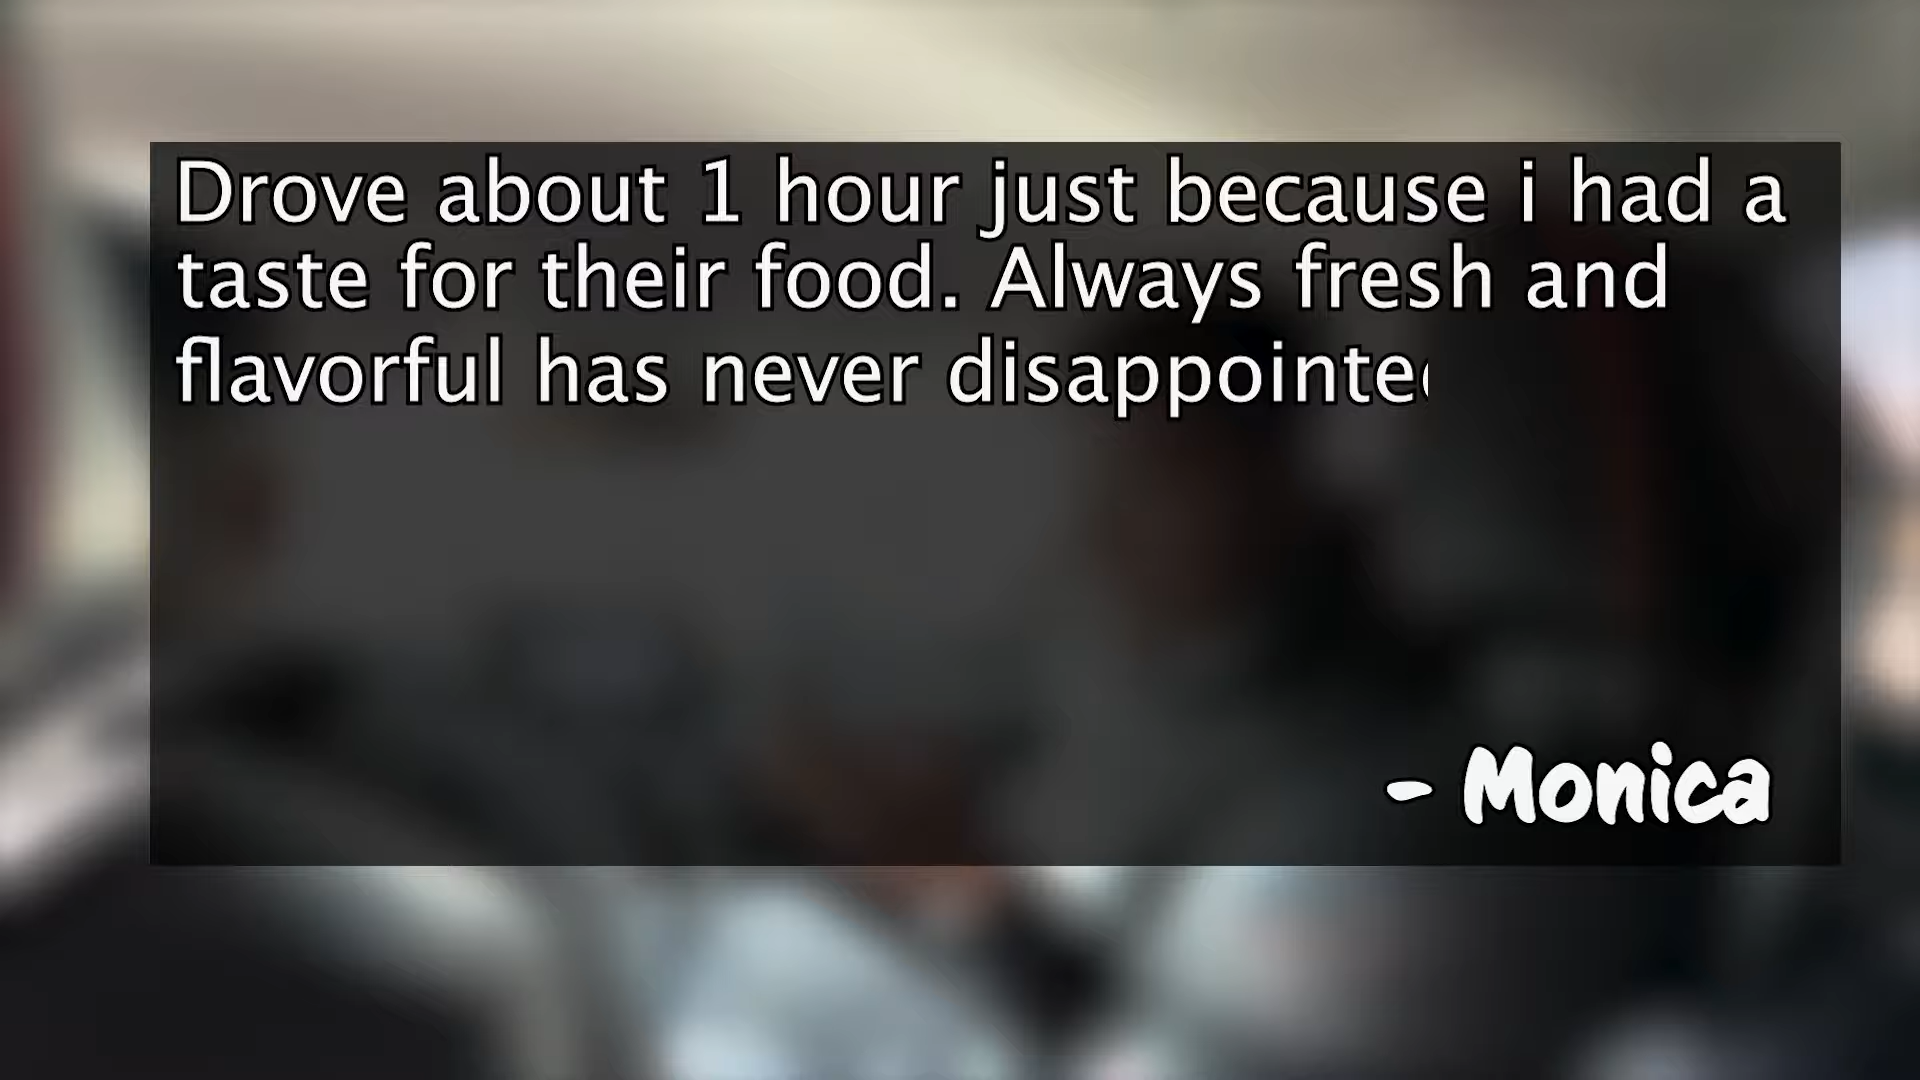 Drove about 1 hour just because i had a
taste for their food. Always fresh and
flavorful has never disappointe
- Monica